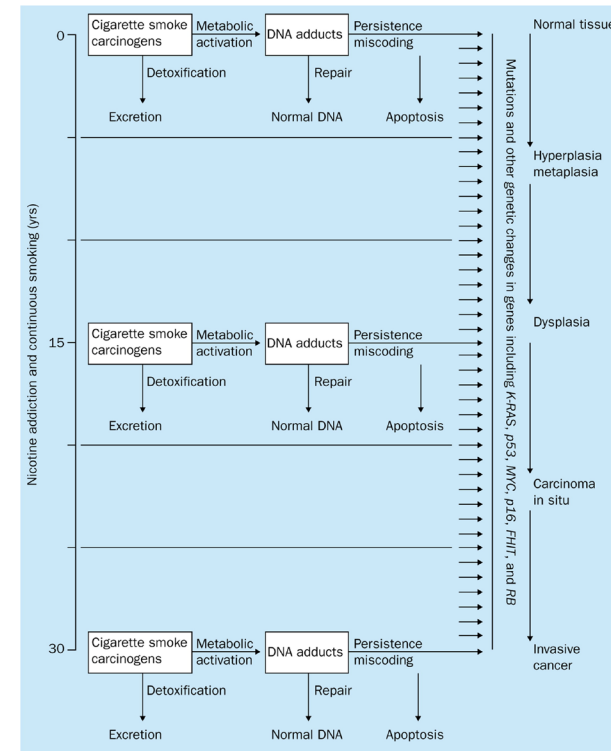 Nicotine addiction and continuous smoking (yrs)
0
Cigarette smoke
carcinogens
Metabolic
activation
DNA adducts
Persistence
miscoding
Detoxification
Repair
Excretion
Normal DNA
Apoptosis
15
Cigarette smoke
carcinogens
Metabolic
activation
DNA adducts
Persistence
miscoding
Detoxification
Repair
Excretion
Normal DNA
Apoptosis
30
Cigarette smoke
carcinogens
Metabolic
activation
DNA adducts
Persistence
miscoding
Detoxification
Repair
Excretion
Normal DNA
Apoptosis
Mutations and other genetic changes in genes including K-RAS, p53, MYC, p16, FHIT, and RB
Normal tissue
Hyperplasia
metaplasia
Dysplasia
Carcinoma
in situ
Invasive
cancer